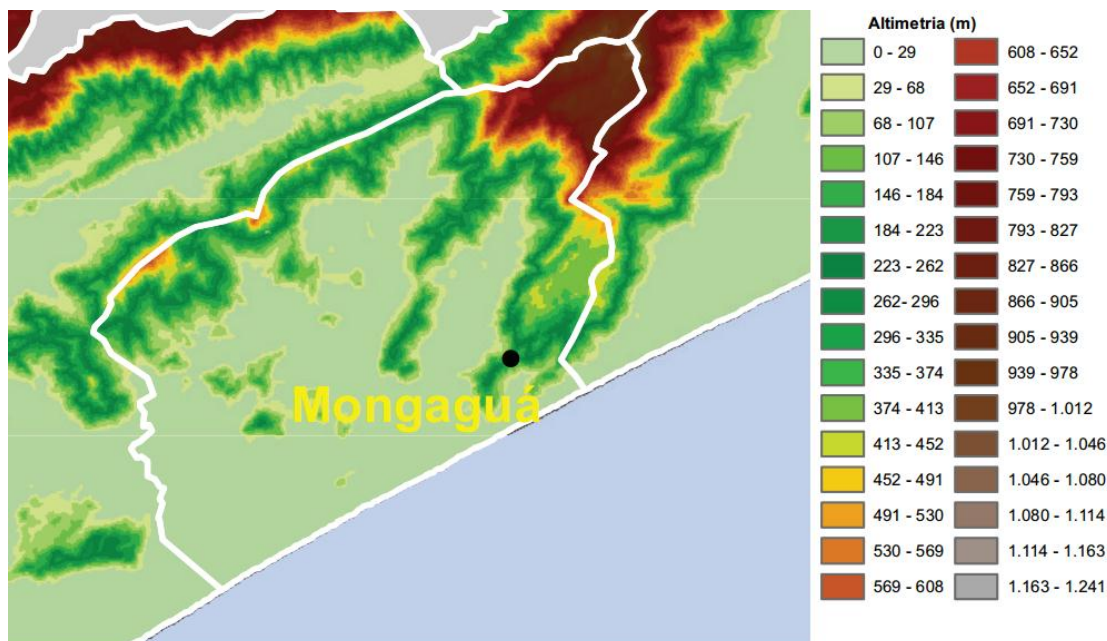 Altimetria (m)
0 - 29
29 - 68
68 - 107
107 - 146
146 - 184
184 - 223
223 - 262
262- 296
296 - 335
335 - 374
374 - 413
413 - 452
452 - 491
491 - 530
530 - 569
569 - 608
608 - 652
652 - 691
691 - 730
730 - 759
759 - 793
793 - 827
827 - 866
866 - 905
905 - 939
939 - 978
978 - 1.012
1.012 - 1.046
1.046 - 1.080
1.080 - 1.114
1.114 - 1.163
1.163 - 1.241
Mongaguá